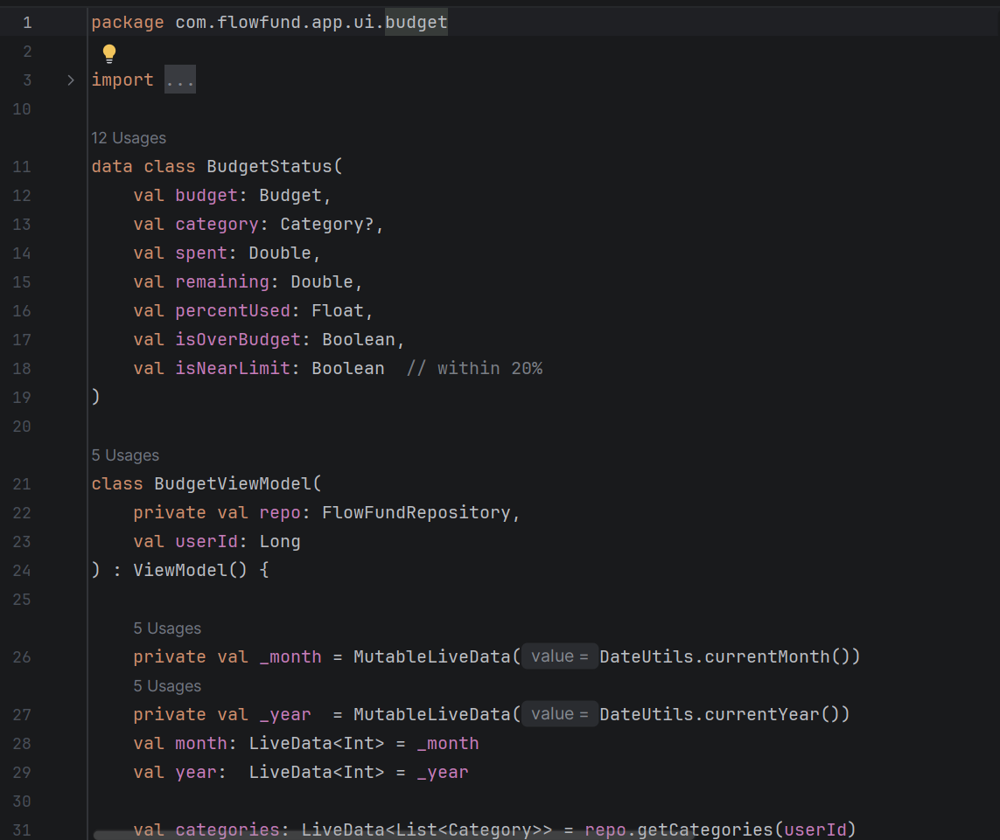 1 package com.flowfund.app.ui.budget
2
3 import ...
10
12 Usages
11 data class BudgetStatus(
12 val budget: Budget,
13 val category: Category?,
14 val spent: Double,
15 val remaining: Double,
16 val percentUsed: Float,
17 val isOverBudget: Boolean,
18 val isNearLimit: Boolean  // within 20%
19 )
20
5 Usages
21 class BudgetViewModel(
22 private val repo: FlowFundRepository,
23 val userId: Long
24 ) : ViewModel() {
25
5 Usages
26 private val _month = MutableLiveData( value = DateUtils.currentMonth())
5 Usages
27 private val _year  = MutableLiveData( value = DateUtils.currentYear())
28 val month: LiveData<Int> = _month
29 val year:  LiveData<Int> = _year
30
31 val categories: LiveData<List<Category>> = repo.getCategories(userId)